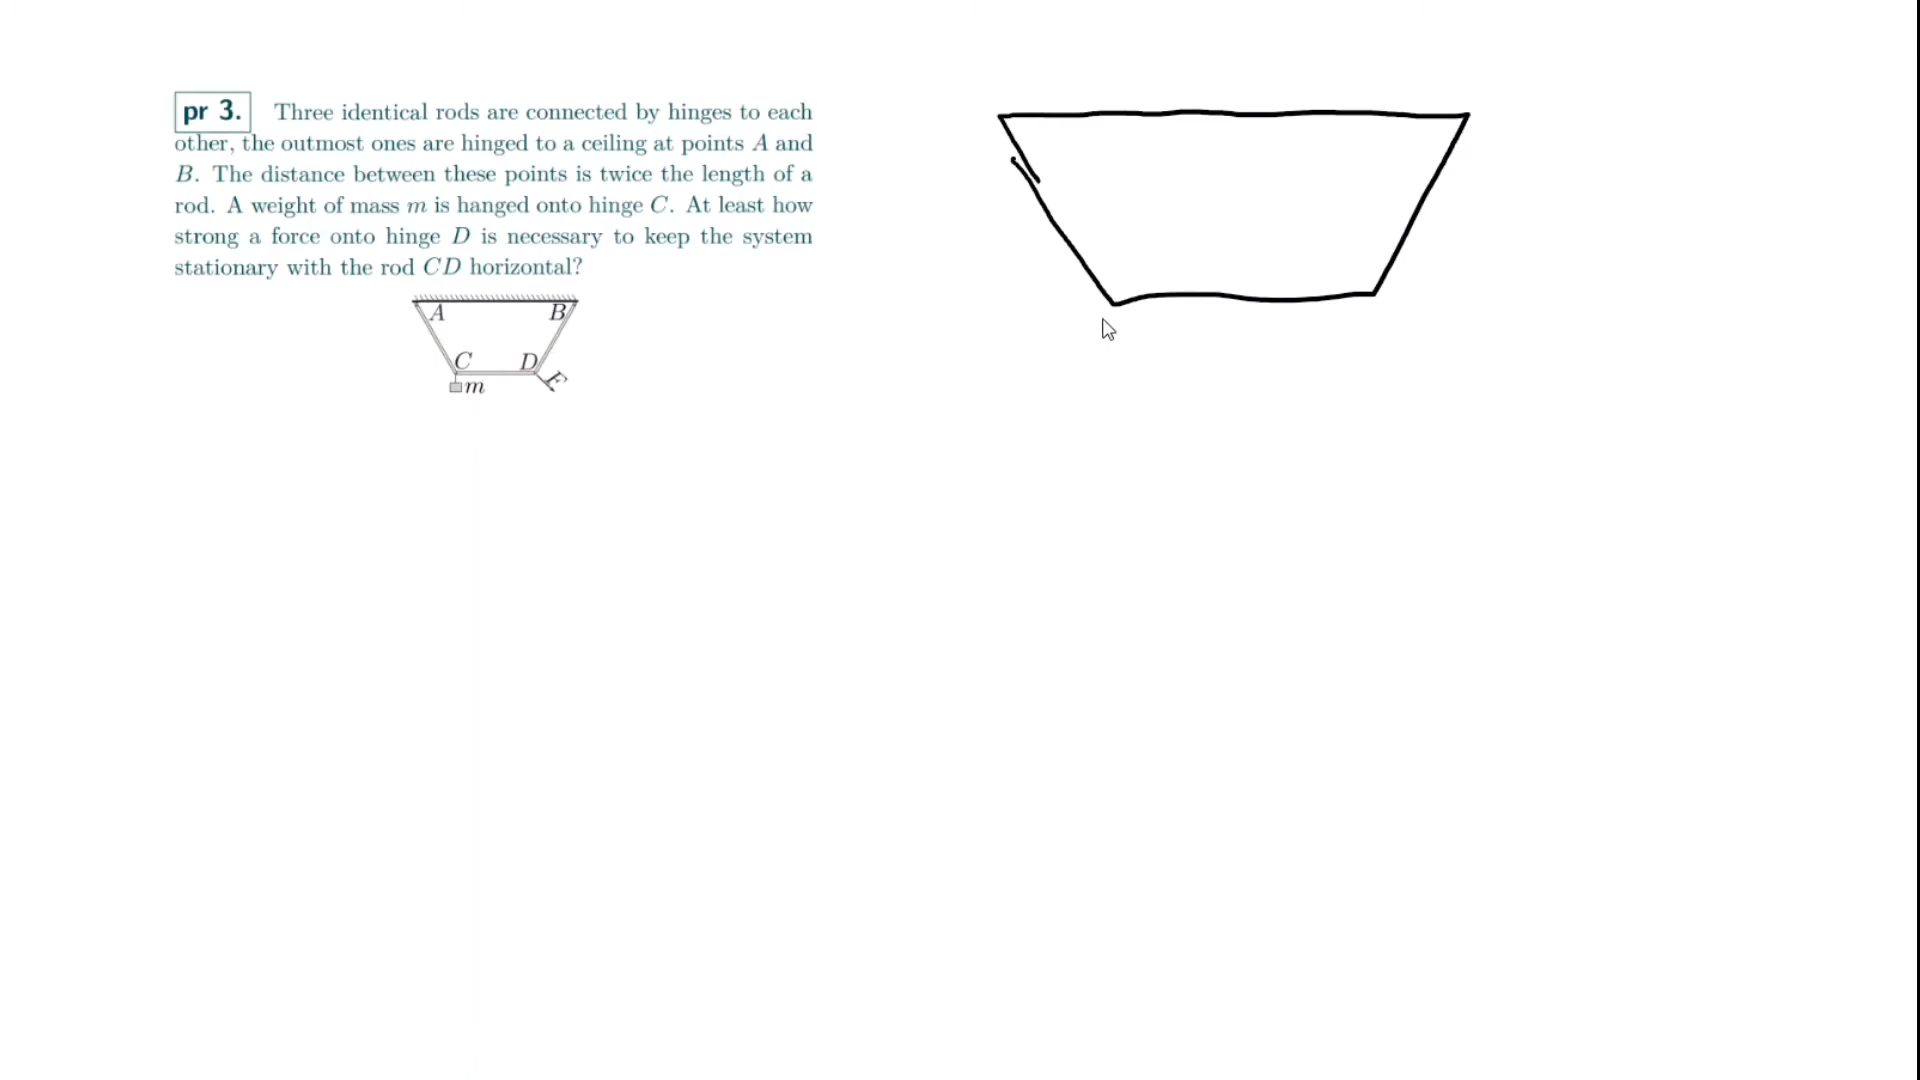 pr 3. Three identical rods are connected by hinges to each
other, the outmost ones are hinged to a ceiling at points A and
B. The distance between these points is twice the length of a
rod. A weight of mass m is hanged onto hinge C. At least how
strong a force onto hinge D is necessary to keep the system
stationary with the rod CD horizontal?
A B
C D
m F